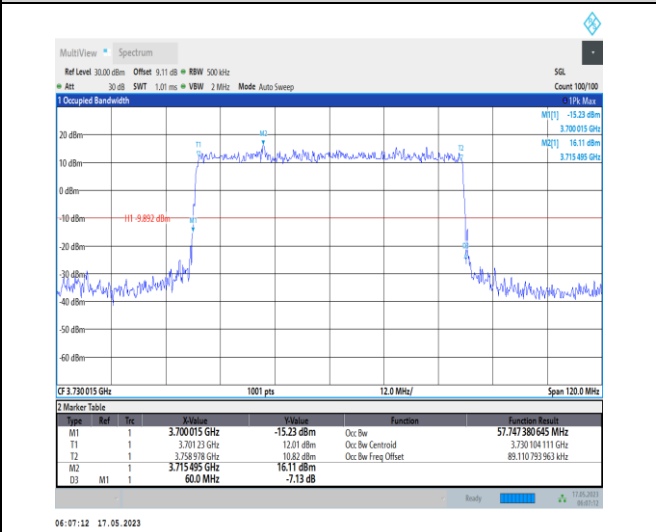 MultiView Spectrum
Ref Level 30.00 dBm Offset 9.11 dB RBW 500 kHz SGL
Att 30 dB SWT 1.01 ms VBW 2 MHz Mode Auto Sweep Count 100/100
1 Occupied Bandwidth 1Pk Max
M1[1] -15.23 dBm
3.700 015 GHz
M2[1] 16.11 dBm
3.715 495 GHz
20 dBm
M2
T1
T2
10 dBm
0 dBm
-10 dBm
H1 -9.892 dBm
M1
-20 dBm
-30 dBm
-40 dBm
-50 dBm
-60 dBm
CF 3.730 015 GHz 1001 pts 12.0 MHz/ Span 120.0 MHz
2 Marker Table
Type Ref Trc X-Value Y-Value Function Function Result
M1 1 3.700015 GHz -15.23 dBm Occ Bw 57.747 380 645 MHz
T1 1 3.701 23 GHz 12.01 dBm Occ Bw Centroid 3.730 104 111 GHz
T2 1 3.758 978 GHz 10.82 dBm Occ Bw Freq Offset 89.110 793 963 kHz
M2 1 3.715 495 GHz 16.11 dBm
D3 M1 1 60.0 MHz -7.13 dB
Ready 17.05.2023
06:07:12
06:07:12 17.05.2023